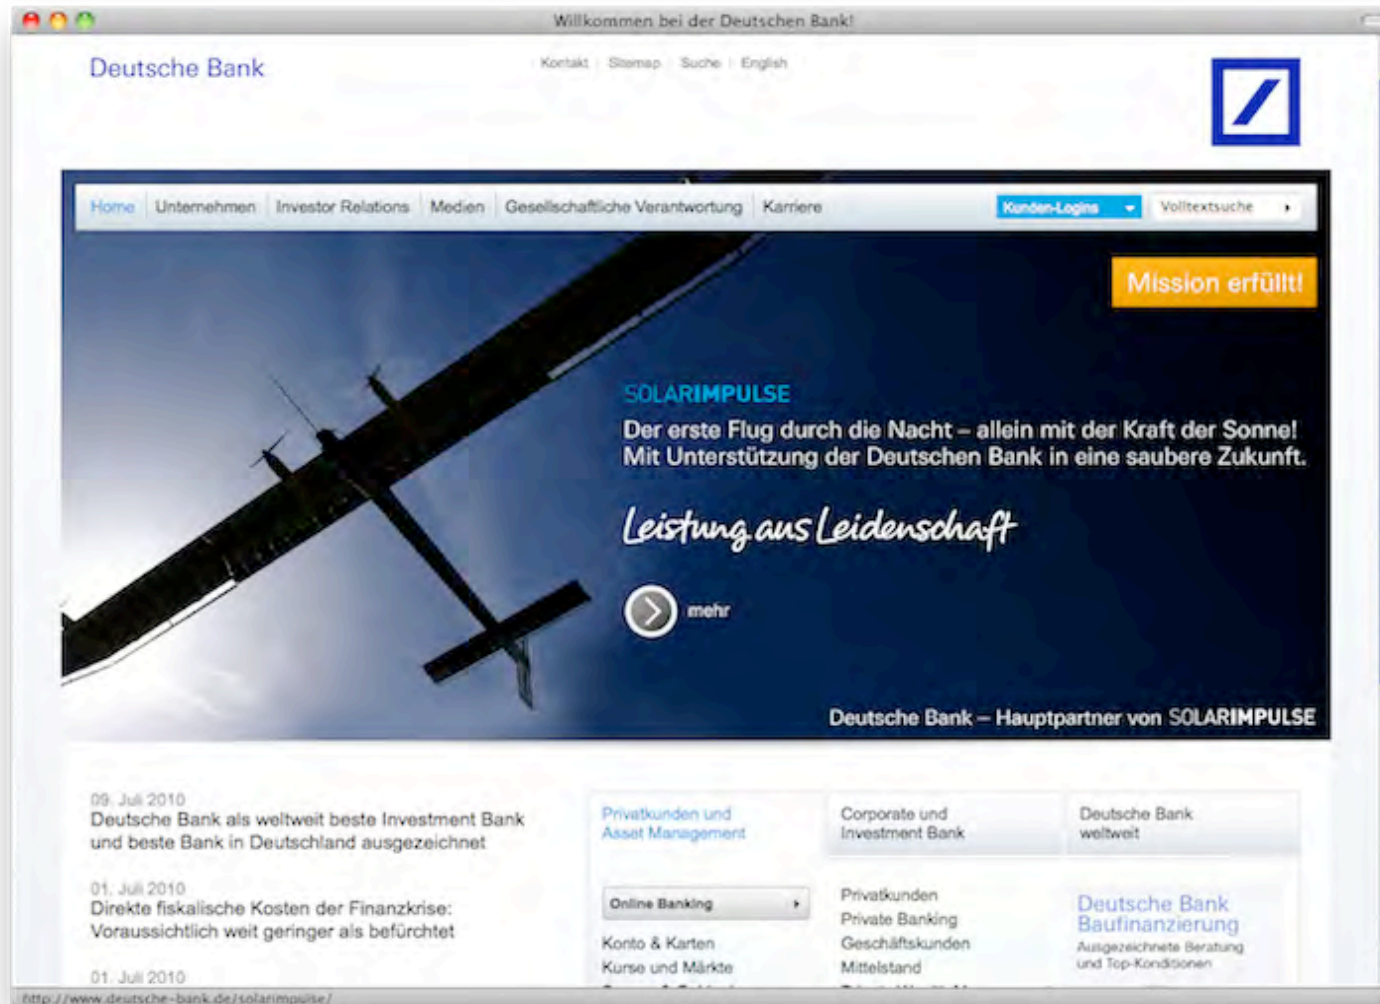 Willkommen bei der Deutschen Bank!
Deutsche Bank
Kontakt Sitemap Suche English
Home Unternehmen Investor Relations Medien Gesellschaftliche Verantwortung Karriere Kunden-Logins Volltextsuche
Mission erfüllt!
SOLARIMPULSE
Der erste Flug durch die Nacht – allein mit der Kraft der Sonne!
Mit Unterstützung der Deutschen Bank in eine saubere Zukunft.
Leistung aus Leidenschaft
mehr
Deutsche Bank – Hauptpartner von SOLARIMPULSE
09. Juli 2010
Deutsche Bank als weltweit beste Investment Bank
und beste Bank in Deutschland ausgezeichnet
01. Juli 2010
Direkte fiskalische Kosten der Finanzkrise:
Voraussichtlich weit geringer als befürchtet
01. Juli 2010
Privatkunden und
Asset Management
Corporate und
Investment Bank
Deutsche Bank
weltweit
Online Banking
Konto & Karten
Kurse und Märkte
Privatkunden
Private Banking
Geschäftskunden
Mittelstand
Deutsche Bank
Baufinanzierung
Ausgezeichnete Beratung
und Top-Konditionen
http://www.deutsche-bank.de/solarimpulse/